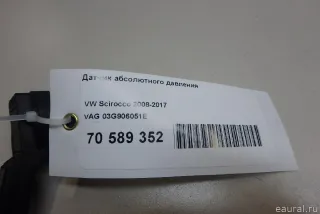 Датчик абсолютного давления
VW Scirocco 2008-2017
VAG 03G906051E
70 589 352
eaural.ru/